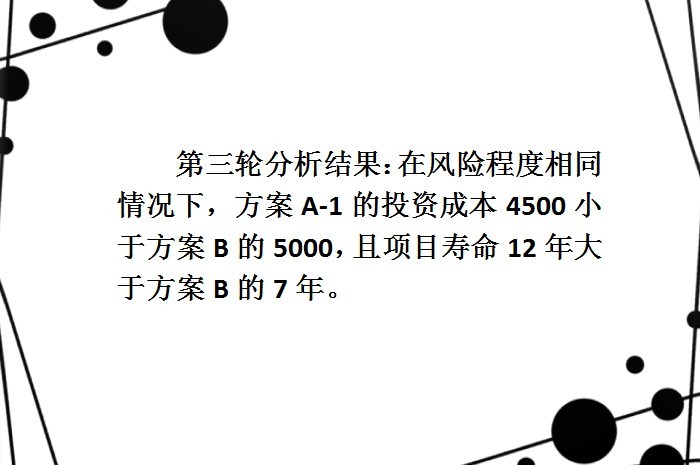 第三轮分析结果：在风险程度相同
情况下，方案 A-1 的投资成本 4500 小
于方案 B 的 5000，且项目寿命 12 年大
于方案 B 的 7 年。